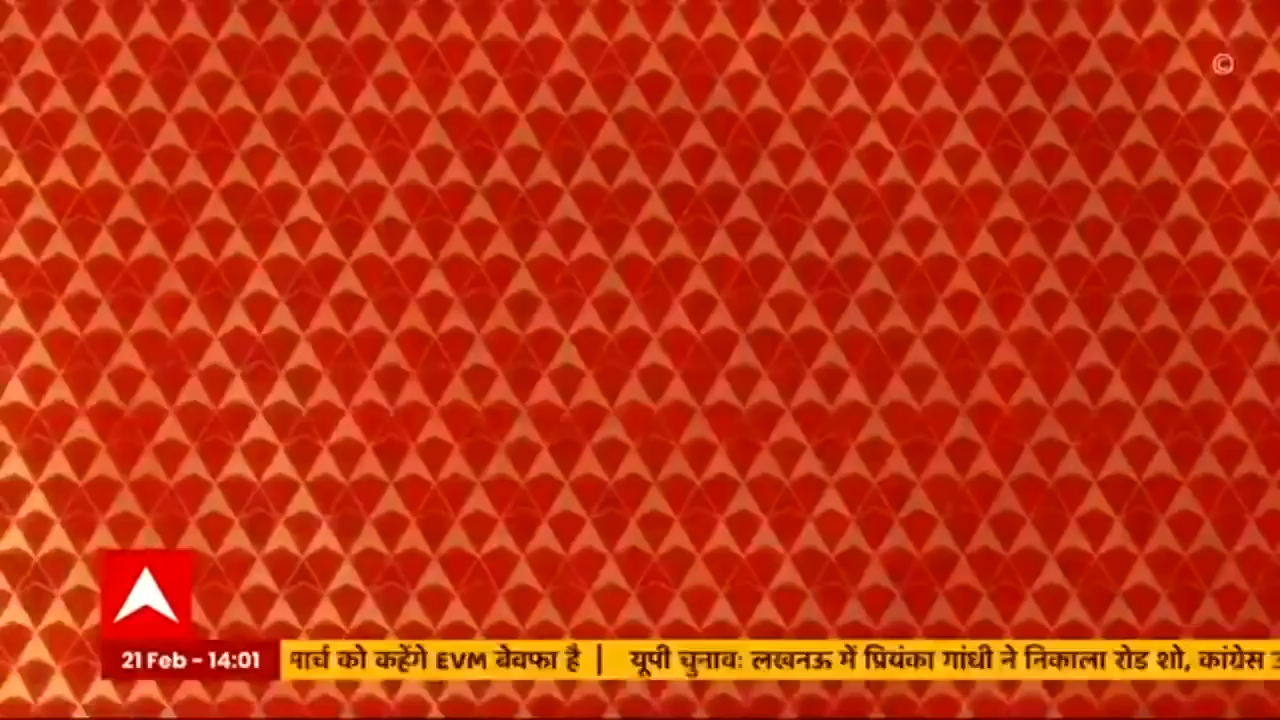 ©
21 Feb - 14:01
मार्च को कहेंगे EVM बेवफा है | यूपी चुनावः लखनऊ में प्रियंका गांधी ने निकाला रोड शो, कांग्रेस